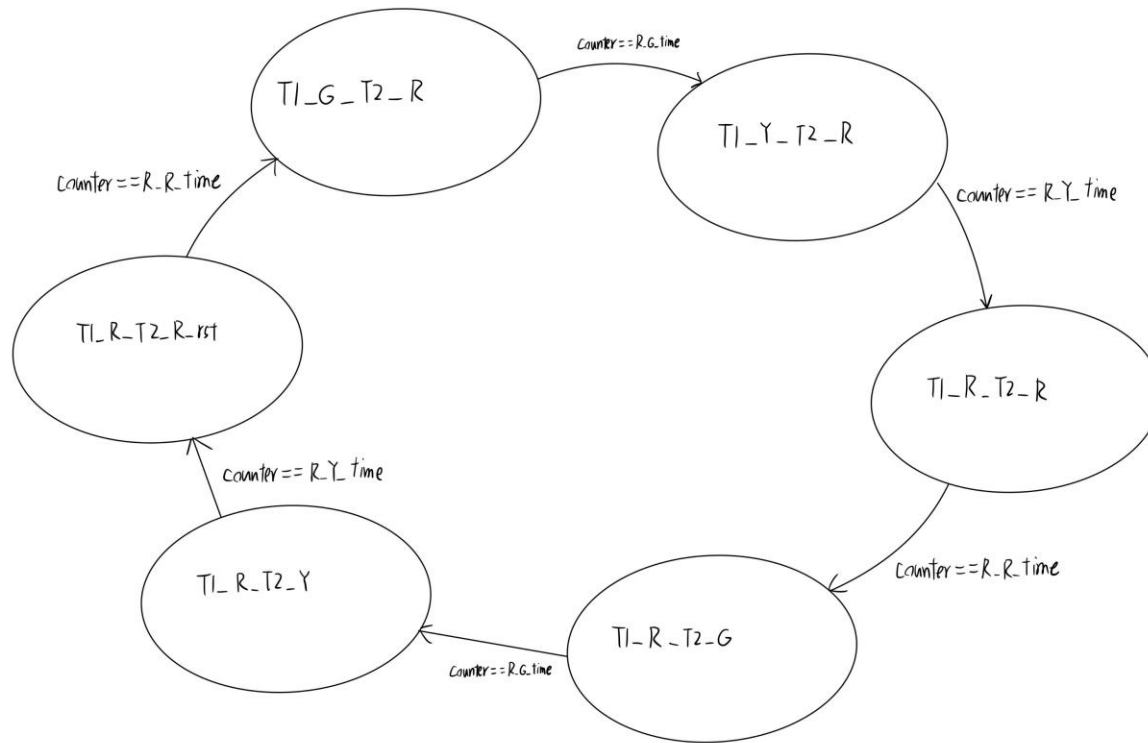 Counter==R_G_time
T1_G_T2_R
T1_Y_T2_R
Counter==R_R_time
Counter==R_Y_time
T1_R_T2_R_rst
T1_R_T2_R
Counter==R_Y_time
Counter==R_R_time
T1_R_T2_Y
T1_R_T2_G
Counter==R_G_time